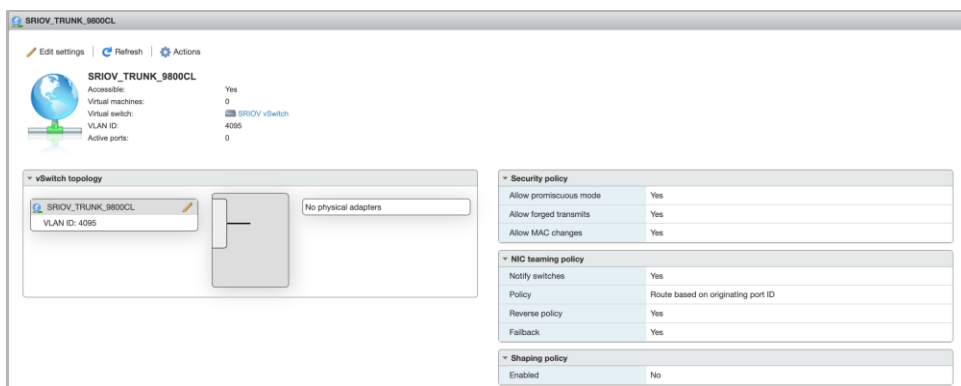 SRIOV_TRUNK_9800CL
Edit settings | Refresh | Actions
SRIOV_TRUNK_9800CL
Accessible: Yes
Virtual machines: 0
Virtual switch: SRIOV vSwitch
VLAN ID: 4095
Active ports: 0
vSwitch topology
SRIOV_TRUNK_9800CL
VLAN ID: 4095
No physical adapters
Security policy
Allow promiscuous mode Yes
Allow forged transmits Yes
Allow MAC changes Yes
NIC teaming policy
Notify switches Yes
Policy Route based on originating port ID
Reverse policy Yes
Failback Yes
Shaping policy
Enabled No